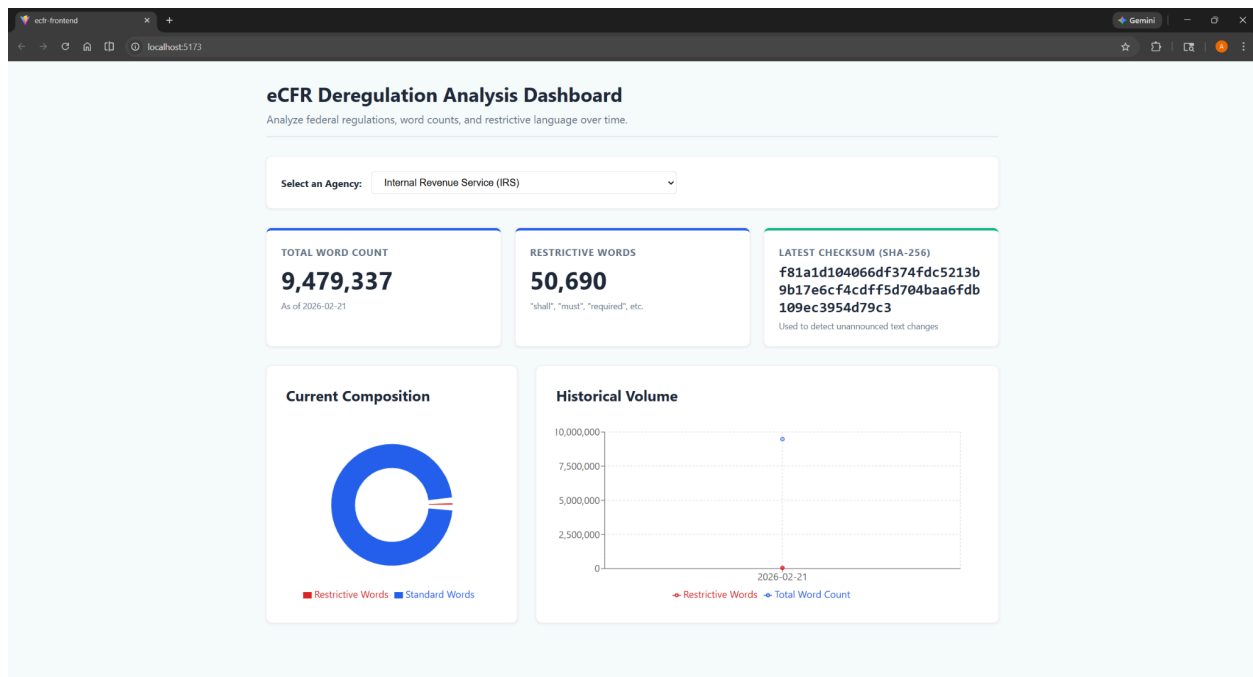 ecfr-frontend
Gemini
localhost:5173
A
eCFR Deregulation Analysis Dashboard
Analyze federal regulations, word counts, and restrictive language over time.
Select an Agency: Internal Revenue Service (IRS)
TOTAL WORD COUNT
9,479,337
As of 2026-02-21
RESTRICTIVE WORDS
50,690
"shall", "must", "required", etc.
LATEST CHECKSUM (SHA-256)
f81a1d104066df374fdc5213b
9b17e6cf4cdff5d704baa6fdb
109ec3954d79c3
Used to detect unannounced text changes
Current Composition
Restrictive Words Standard Words
Historical Volume
10,000,000
7,500,000
5,000,000
2,500,000
0
2026-02-21
Restrictive Words Total Word Count